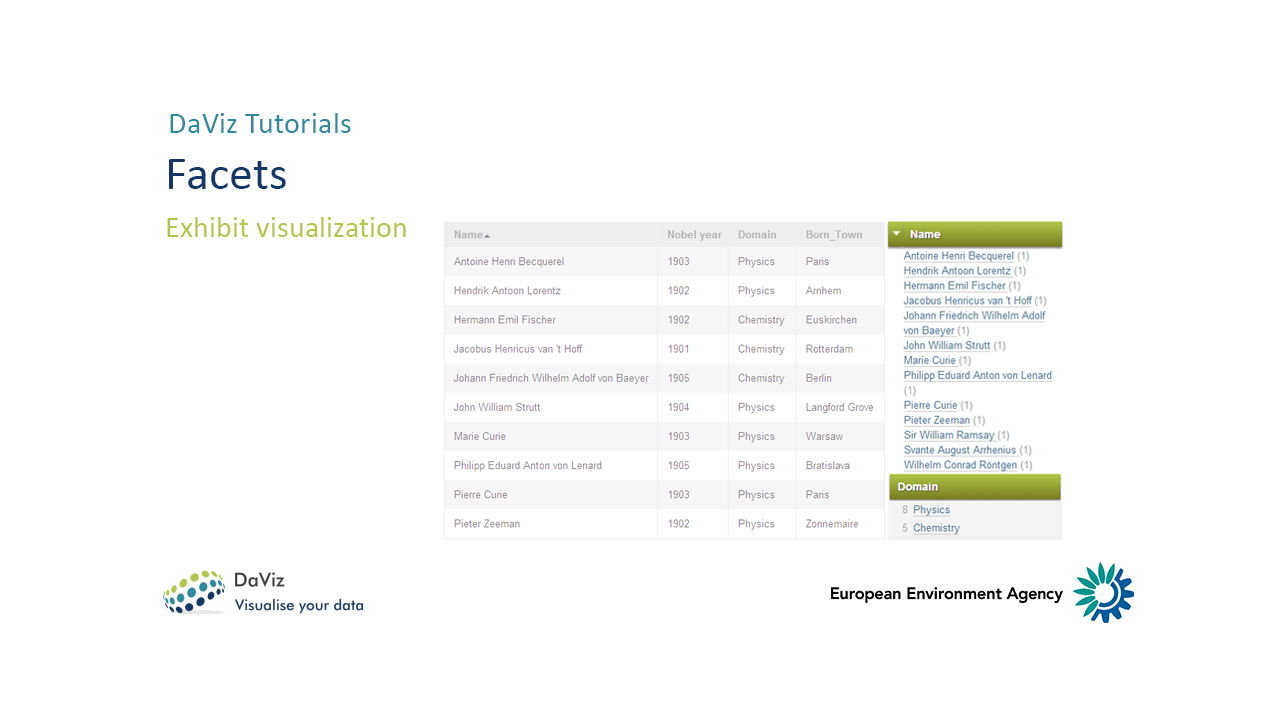 DaViz Tutorials
Facets
Exhibit visualization
Name Nobel year Domain Born_Town
Antoine Henri Becquerel 1903 Physics Paris
Hendrik Antoon Lorentz 1902 Physics Arnhem
Hermann Emil Fischer 1902 Chemistry Euskirchen
Jacobus Henricus van 't Hoff 1901 Chemistry Rotterdam
Johann Friedrich Wilhelm Adolf von Baeyer 1905 Chemistry Berlin
John William Strutt 1904 Physics Langford Grove
Marie Curie 1903 Physics Warsaw
Philipp Eduard Anton von Lenard 1905 Physics Bratislava
Pierre Curie 1903 Physics Paris
Pieter Zeeman 1902 Physics Zonnemaire
Name
Antoine Henri Becquerel (1)
Hendrik Antoon Lorentz (1)
Hermann Emil Fischer (1)
Jacobus Henricus van 't Hoff (1)
Johann Friedrich Wilhelm Adolf
von Baeyer (1)
John William Strutt (1)
Marie Curie (1)
Philipp Eduard Anton von Lenard
(1)
Pierre Curie (1)
Pieter Zeeman (1)
Sir William Ramsay (1)
Svante August Arrhenius (1)
Wilhelm Conrad Röntgen (1)
Domain
8 Physics
5 Chemistry
DaViz
Visualise your data
European Environment Agency